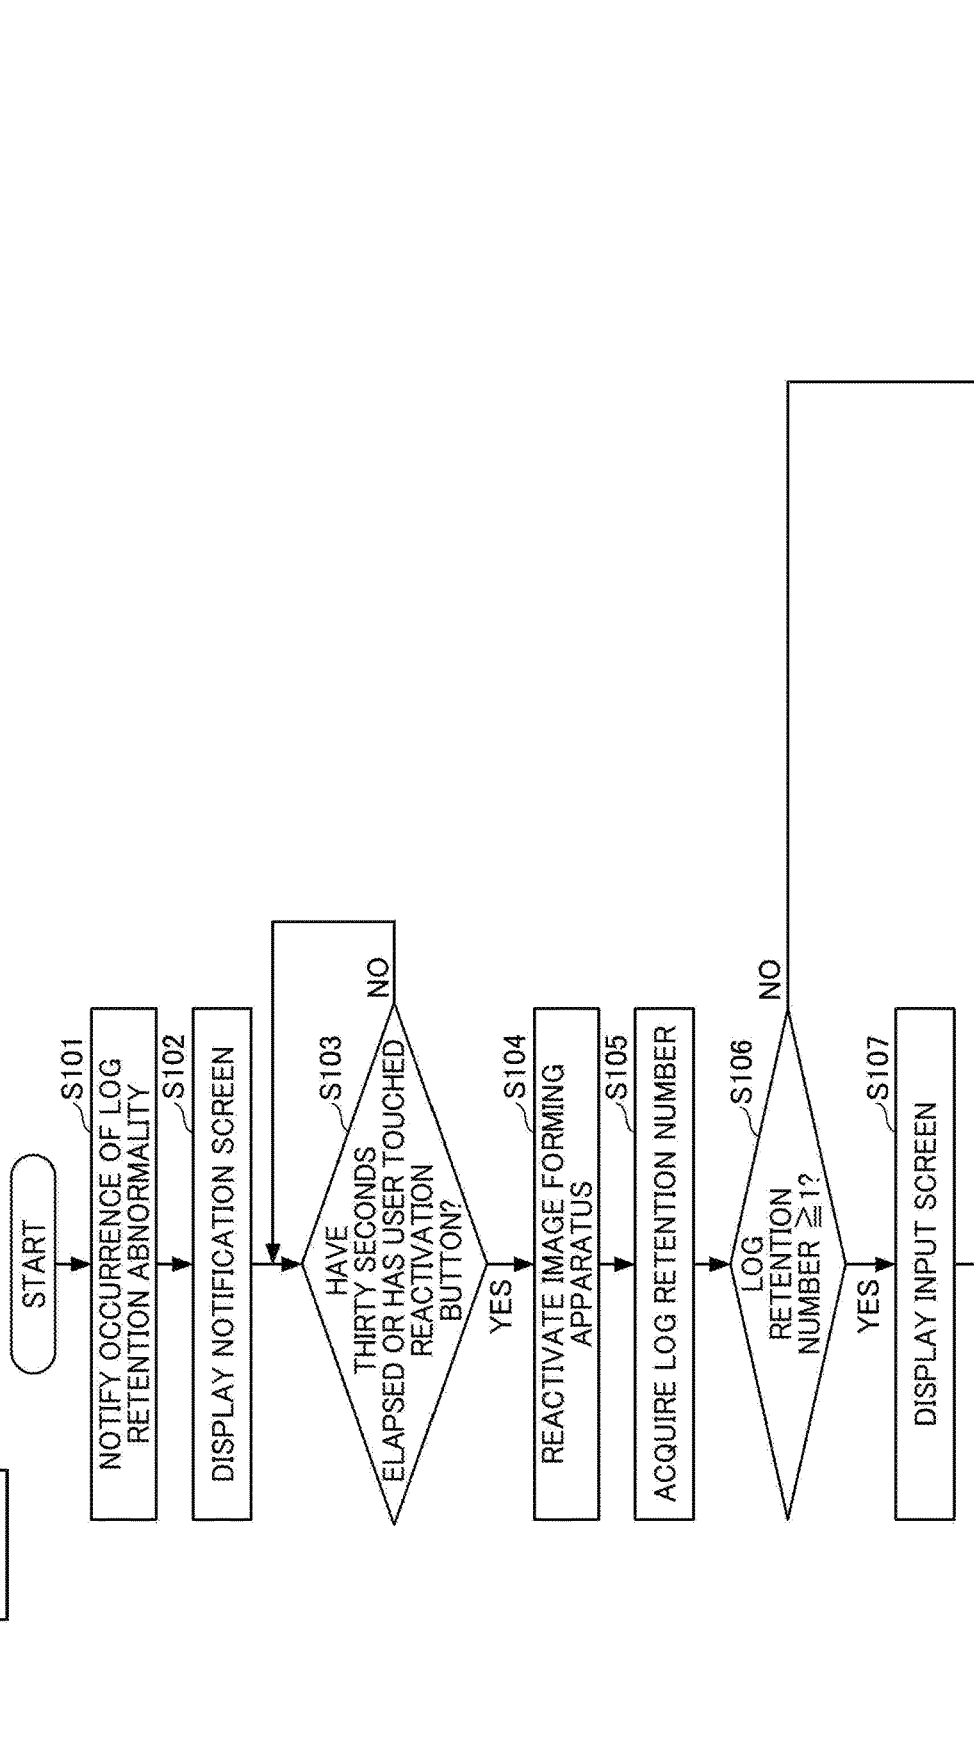 START
S101
NOTIFY OCCURRENCE OF LOG
RETENTION ABNORMALITY
S102
DISPLAY NOTIFICATION SCREEN
S103
HAVE
THIRTY SECONDS
ELAPSED OR HAS USER TOUCHED
REACTIVATION
BUTTON?
NO
YES
S104
REACTIVATE IMAGE FORMING
APPARATUS
S105
ACQUIRE LOG RETENTION NUMBER
S106
LOG
RETENTION
NUMBER ≧ 1?
NO
YES
S107
DISPLAY INPUT SCREEN